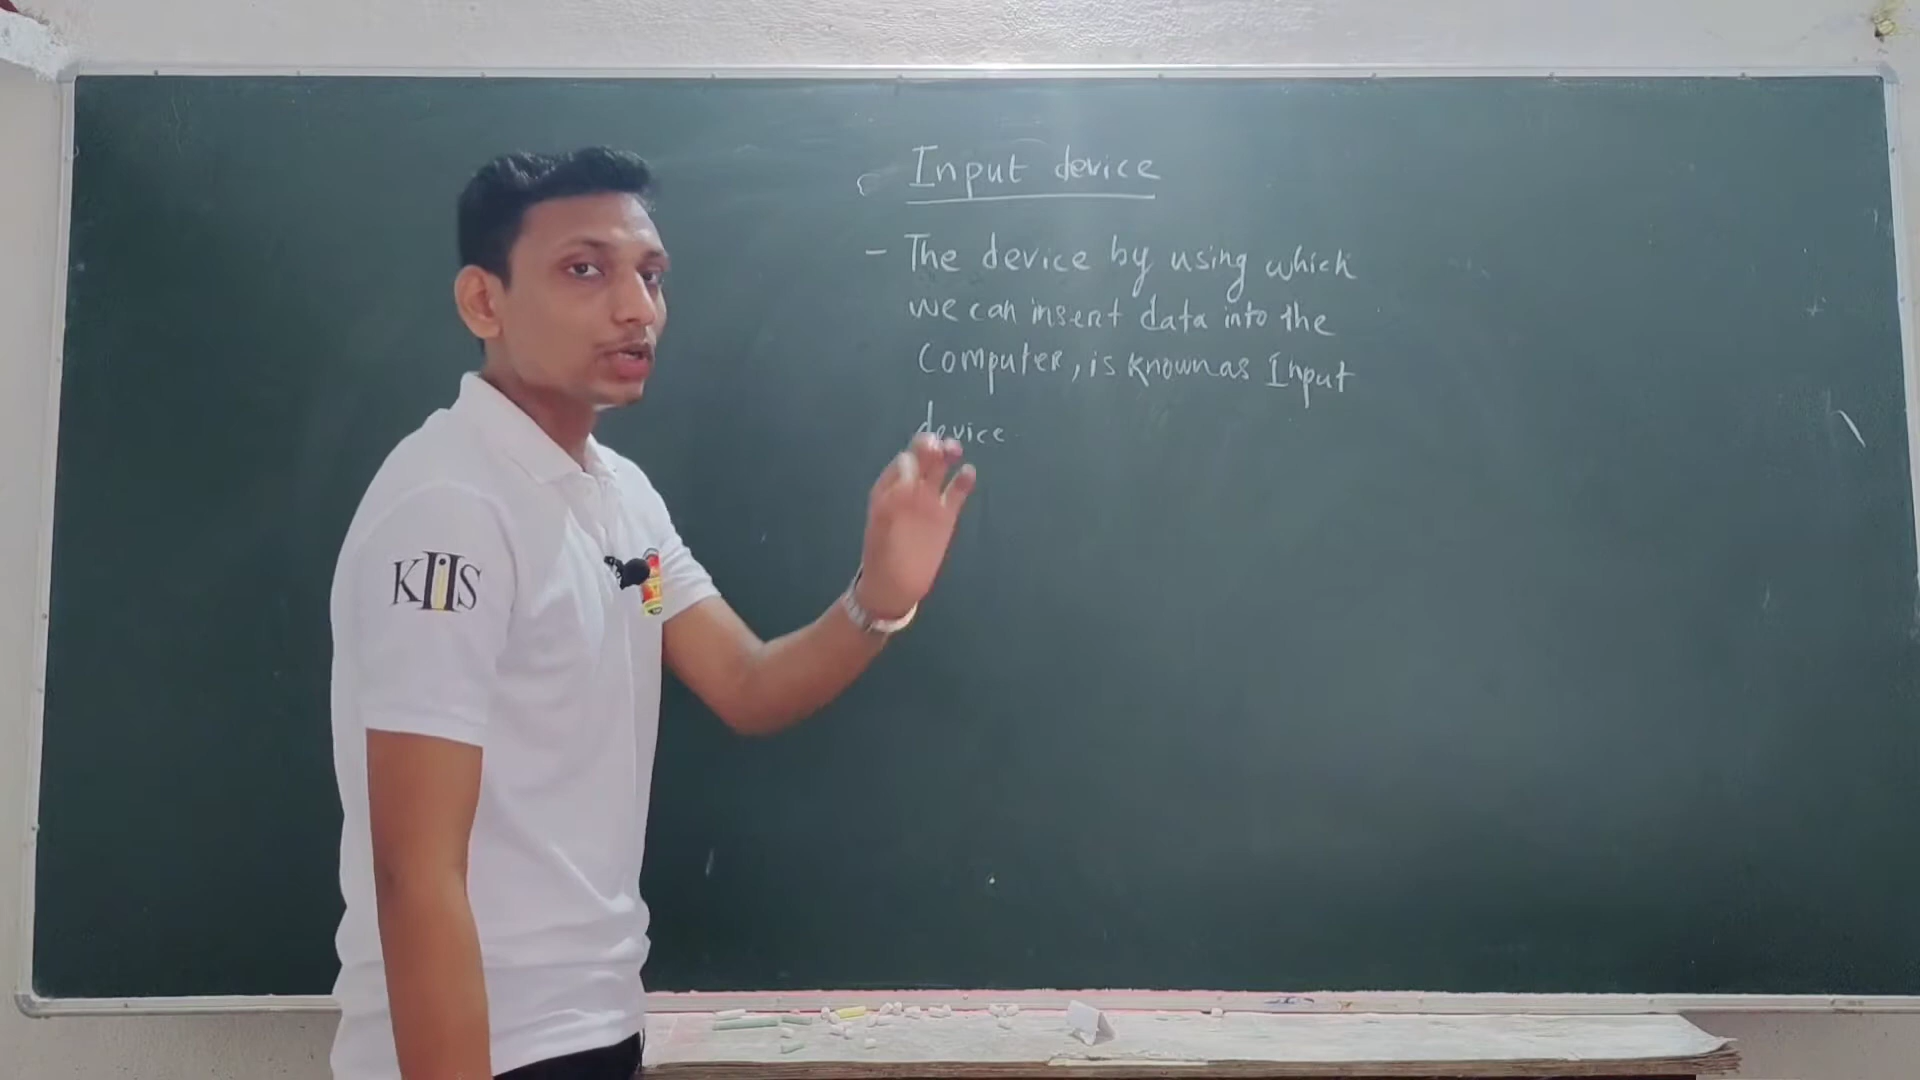 Input device
- The device by using which
we can insert data into the
Computer, is known as Input
device
KIIS